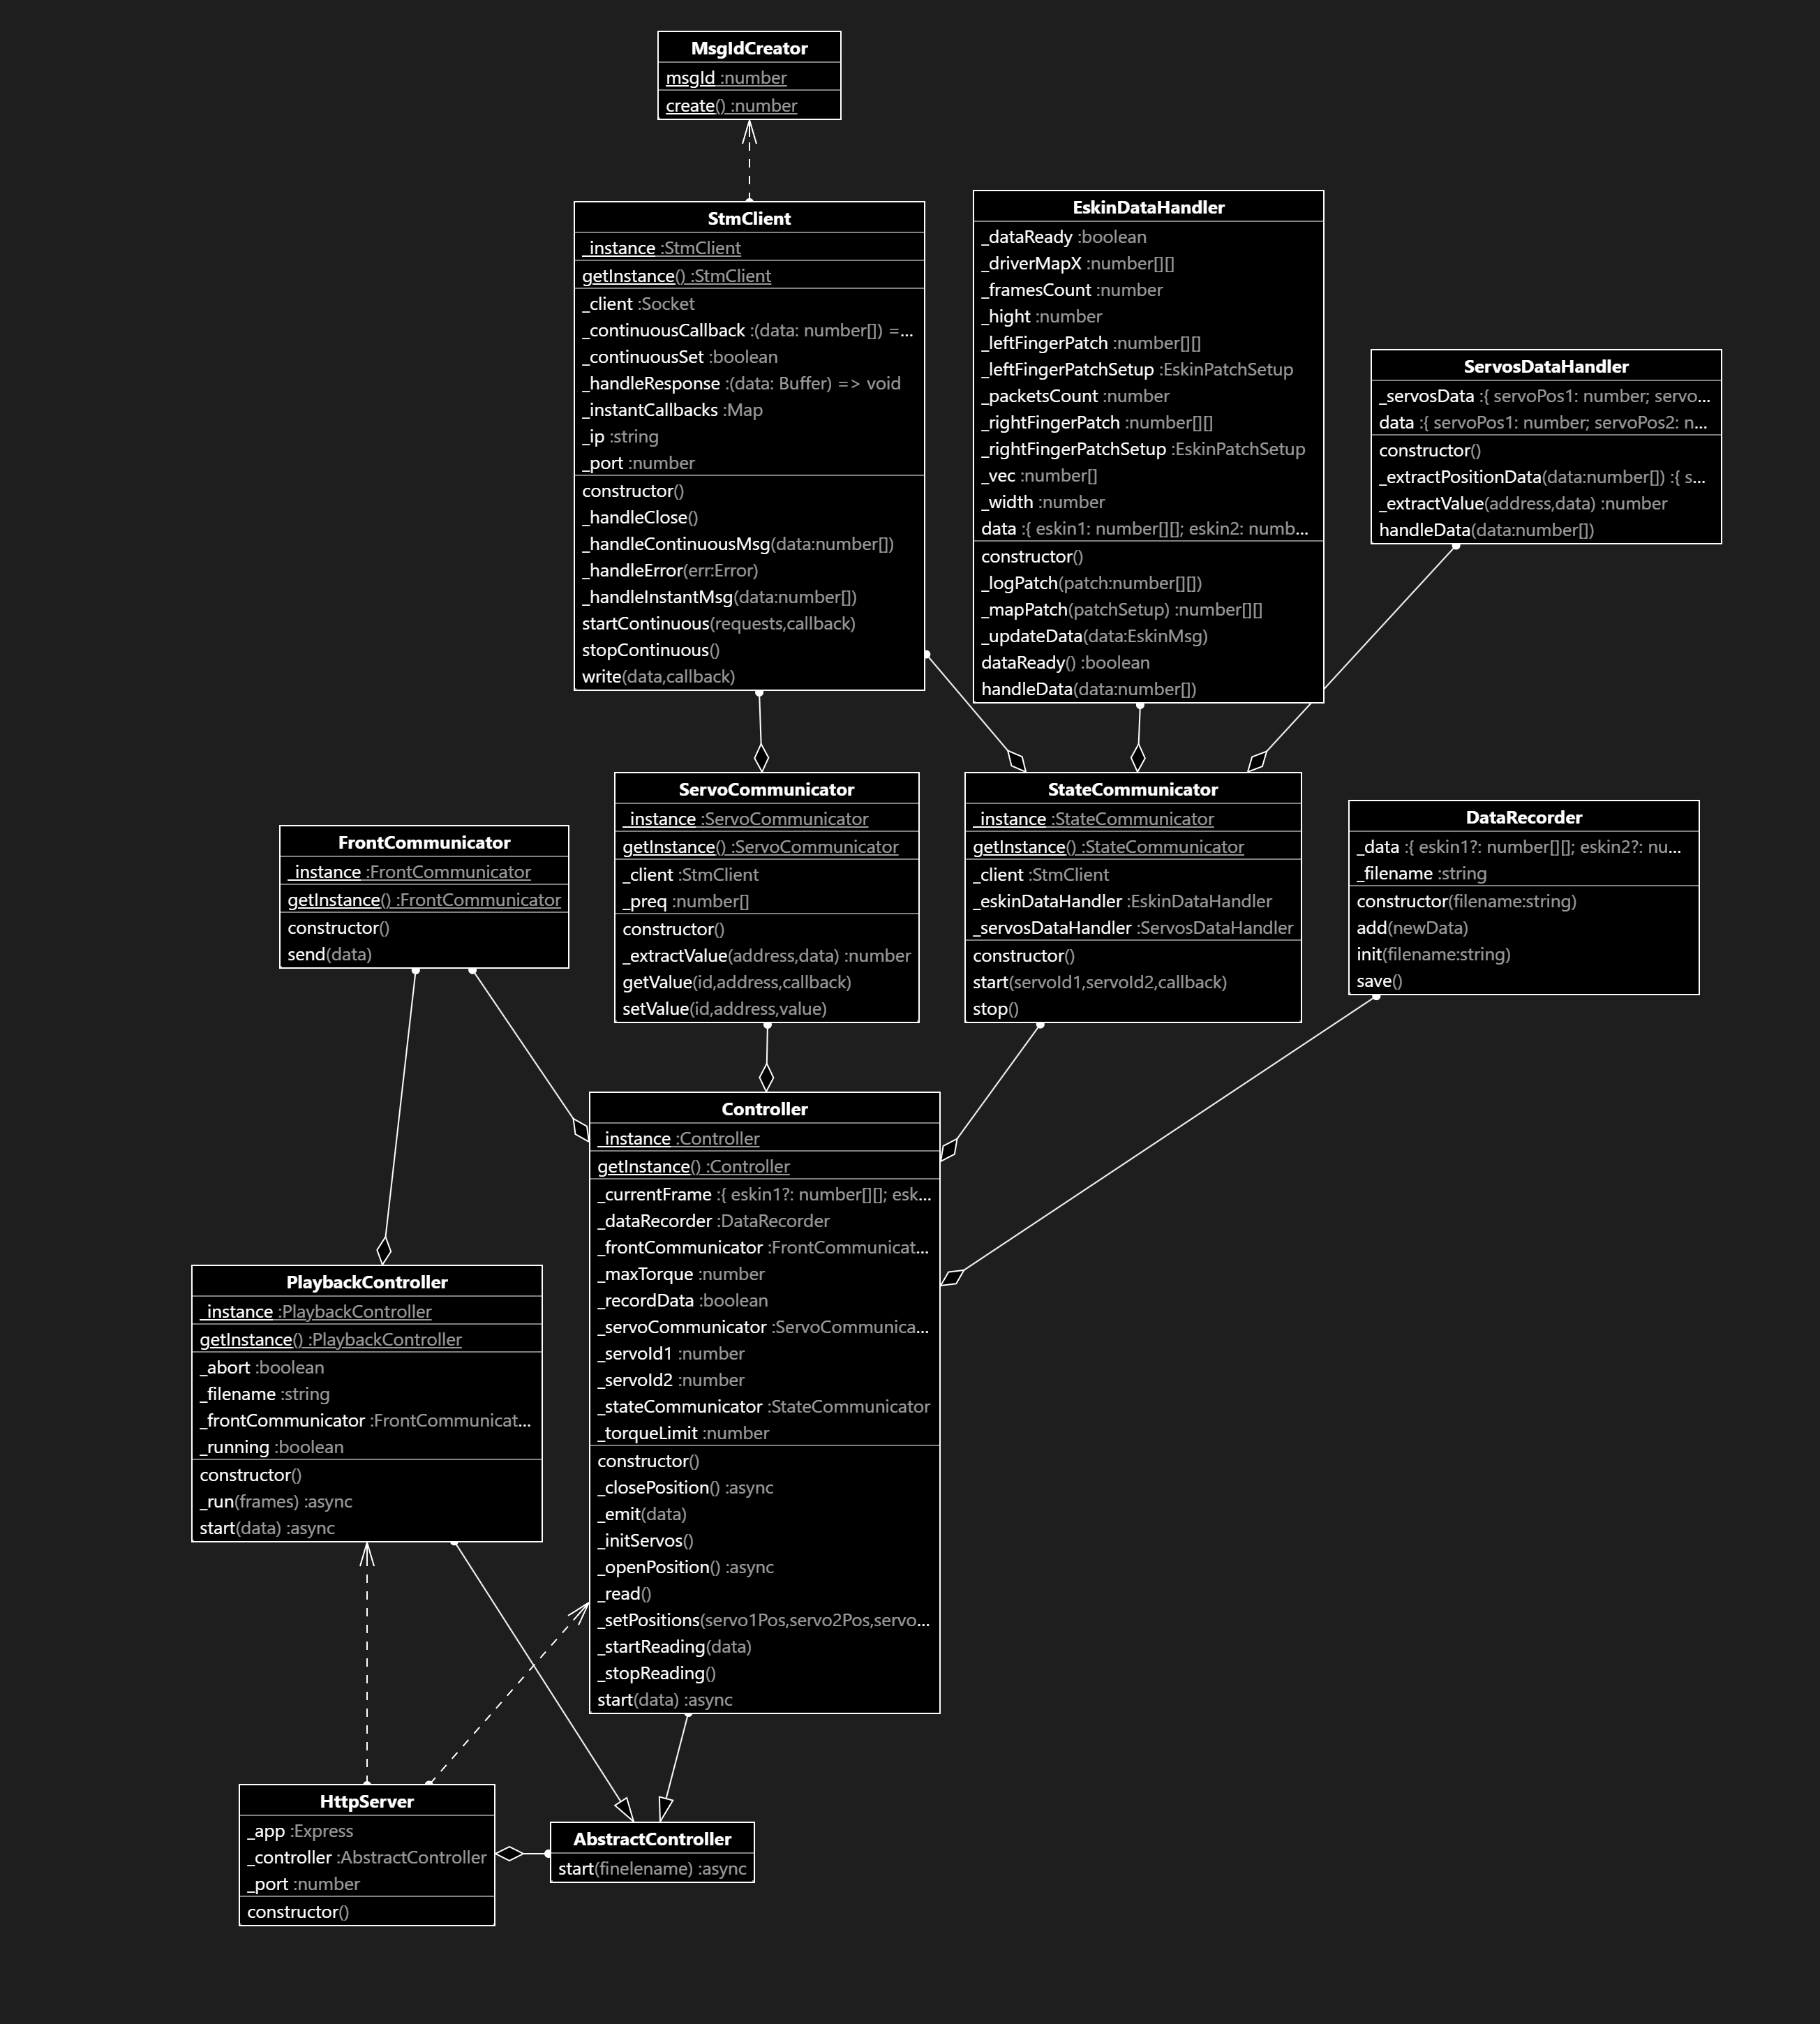 MsgIdCreator
msgId :number
create() :number
StmClient
_instance :StmClient
getInstance() :StmClient
_client :Socket
_continuousCallback :(data: number[]) =...
_continuousSet :boolean
_handleResponse :(data: Buffer) => void
_instantCallbacks :Map
_ip :string
_port :number
constructor()
_handleClose()
_handleContinuousMsg(data:number[])
_handleError(err:Error)
_handleInstantMsg(data:number[])
startContinuous(requests,callback)
stopContinuous()
write(data,callback)
EskinDataHandler
_dataReady :boolean
_driverMapX :number[][]
_framesCount :number
_hight :number
_leftFingerPatch :number[][]
_leftFingerPatchSetup :EskinPatchSetup
_packetsCount :number
_rightFingerPatch :number[][]
_rightFingerPatchSetup :EskinPatchSetup
_vec :number[]
_width :number
data :{ eskin1: number[][]; eskin2: numb...
constructor()
_logPatch(patch:number[][])
_mapPatch(patchSetup) :number[][]
_updateData(data:EskinMsg)
dataReady() :boolean
handleData(data:number[])
ServosDataHandler
_servosData :{ servoPos1: number; servo...
data :{ servoPos1: number; servoPos2: n...
constructor()
_extractPositionData(data:number[]) :{ s...
_extractValue(address,data) :number
handleData(data:number[])
FrontCommunicator
_instance :FrontCommunicator
getInstance() :FrontCommunicator
constructor()
send(data)
ServoCommunicator
_instance :ServoCommunicator
getInstance() :ServoCommunicator
_client :StmClient
_preq :number[]
constructor()
_extractValue(address,data) :number
getValue(id,address,callback)
setValue(id,address,value)
StateCommunicator
_instance :StateCommunicator
getInstance() :StateCommunicator
_client :StmClient
_eskinDataHandler :EskinDataHandler
_servosDataHandler :ServosDataHandler
constructor()
start(servoId1,servoId2,callback)
stop()
DataRecorder
_data :{ eskin1?: number[][]; eskin2?: nu...
_filename :string
constructor(filename:string)
add(newData)
init(filename:string)
save()
PlaybackController
_instance :PlaybackController
getInstance() :PlaybackController
_abort :boolean
_filename :string
_frontCommunicator :FrontCommunicat...
_running :boolean
constructor()
_run(frames) :async
start(data) :async
Controller
_instance :Controller
getInstance() :Controller
_currentFrame :{ eskin1?: number[][]; esk...
_dataRecorder :DataRecorder
_frontCommunicator :FrontCommunicat...
_maxTorque :number
_recordData :boolean
_servoCommunicator :ServoCommunica...
_servoId1 :number
_servoId2 :number
_stateCommunicator :StateCommunicator
_torqueLimit :number
constructor()
_closePosition() :async
_emit(data)
_initServos()
_openPosition() :async
_read()
_setPositions(servo1Pos,servo2Pos,servo...
_startReading(data)
_stopReading()
start(data) :async
HttpServer
_app :Express
_controller :AbstractController
_port :number
constructor()
AbstractController
start(finelename) :async